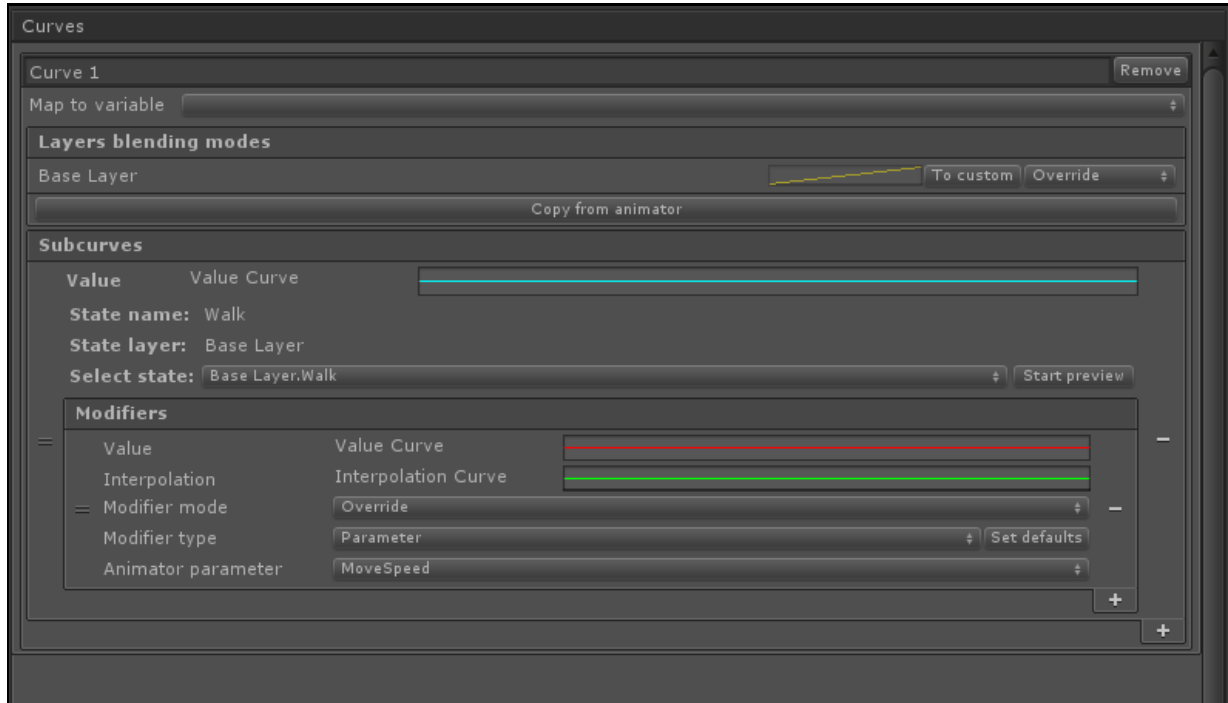 Curves
Curve 1 Remove
Map to variable
Layers blending modes
Base Layer To custom Override
Copy from animator
Subcurves
Value Value Curve
State name: Walk
State layer: Base Layer
Select state: Base Layer.Walk Start preview
Modifiers
Value Value Curve
Interpolation Interpolation Curve
Modifier mode Override
Modifier type Parameter Set defaults
Animator parameter MoveSpeed